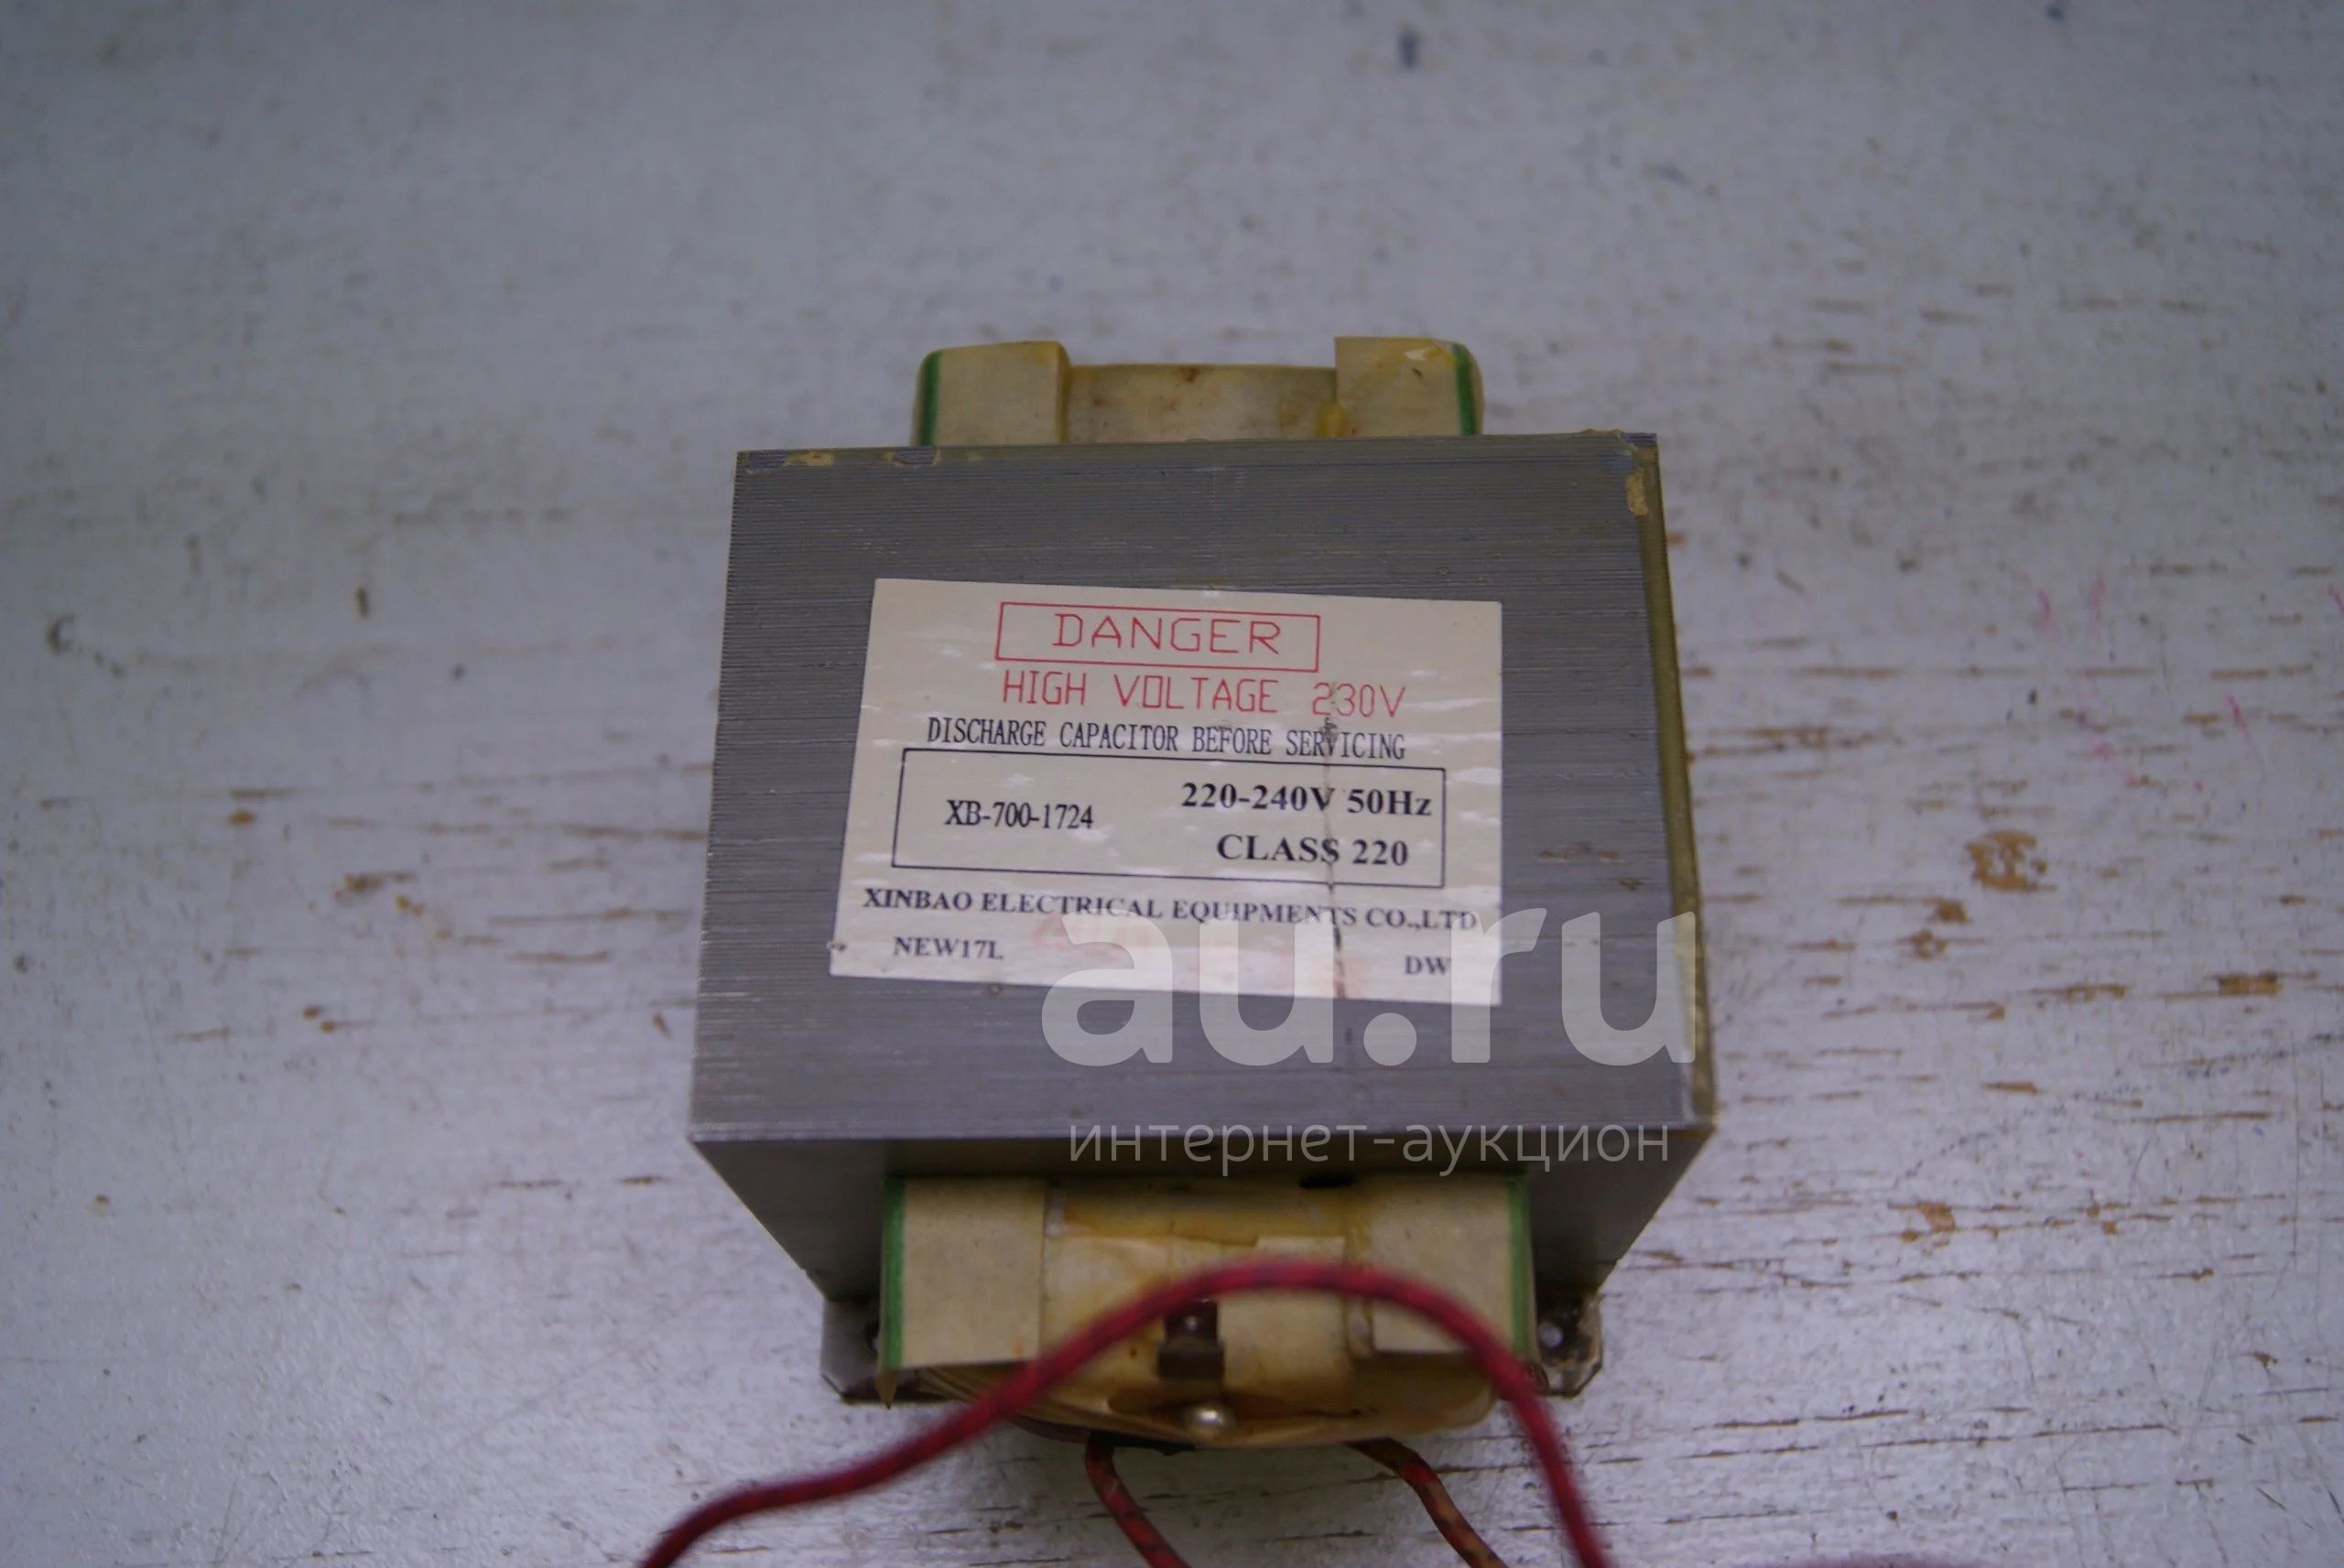 DANGER
HIGH VOLTAGE 230V
DISCHARGE CAPACITOR BEFORE SERVICING
XB-700-1724
220-240V 50Hz
CLASS 220
XINBAO ELECTRICAL EQUIPMENTS CO.,LTD
NEW17L
DW
au.ru
интернет-аукцион